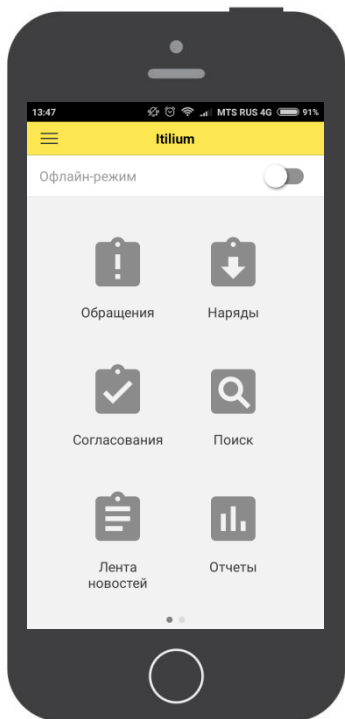 13:47 MTS RUS 4G 91%
Itilium
Офлайн-режим
Обращения Наряды
Согласования Поиск
Лента Отчеты
новостей